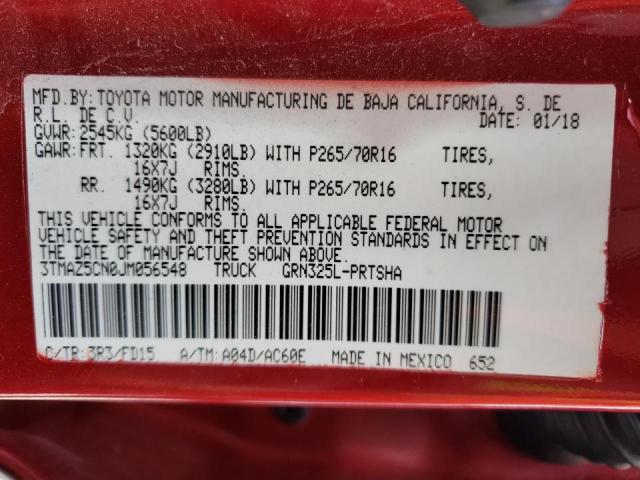 MFD.BY:TOYOTA MOTOR MANUFACTURING DE BAJA CALIFORNIA, S. DE
R.L. DE C.V. DATE: 01/18
GVWR:2545KG (5600LB)
GAWR:FRT. 1320KG (2910LB) WITH P265/70R16 TIRES,
16X7J RIMS.
RR. 1490KG (3280LB) WITH P265/70R16 TIRES,
16X7J RIMS.
THIS VEHICLE CONFORMS TO ALL APPLICABLE FEDERAL MOTOR
VEHICLE SAFETY AND THEFT PREVENTION STANDARDS IN EFFECT ON
THE DATE OF MANUFACTURE SHOWN ABOVE.
3TMAZ5CN0JM056548 TRUCK GRN325L-PRTSHA
C/TR:3R3/FD15 A/TM:A04D/AC60E MADE IN MEXICO 652